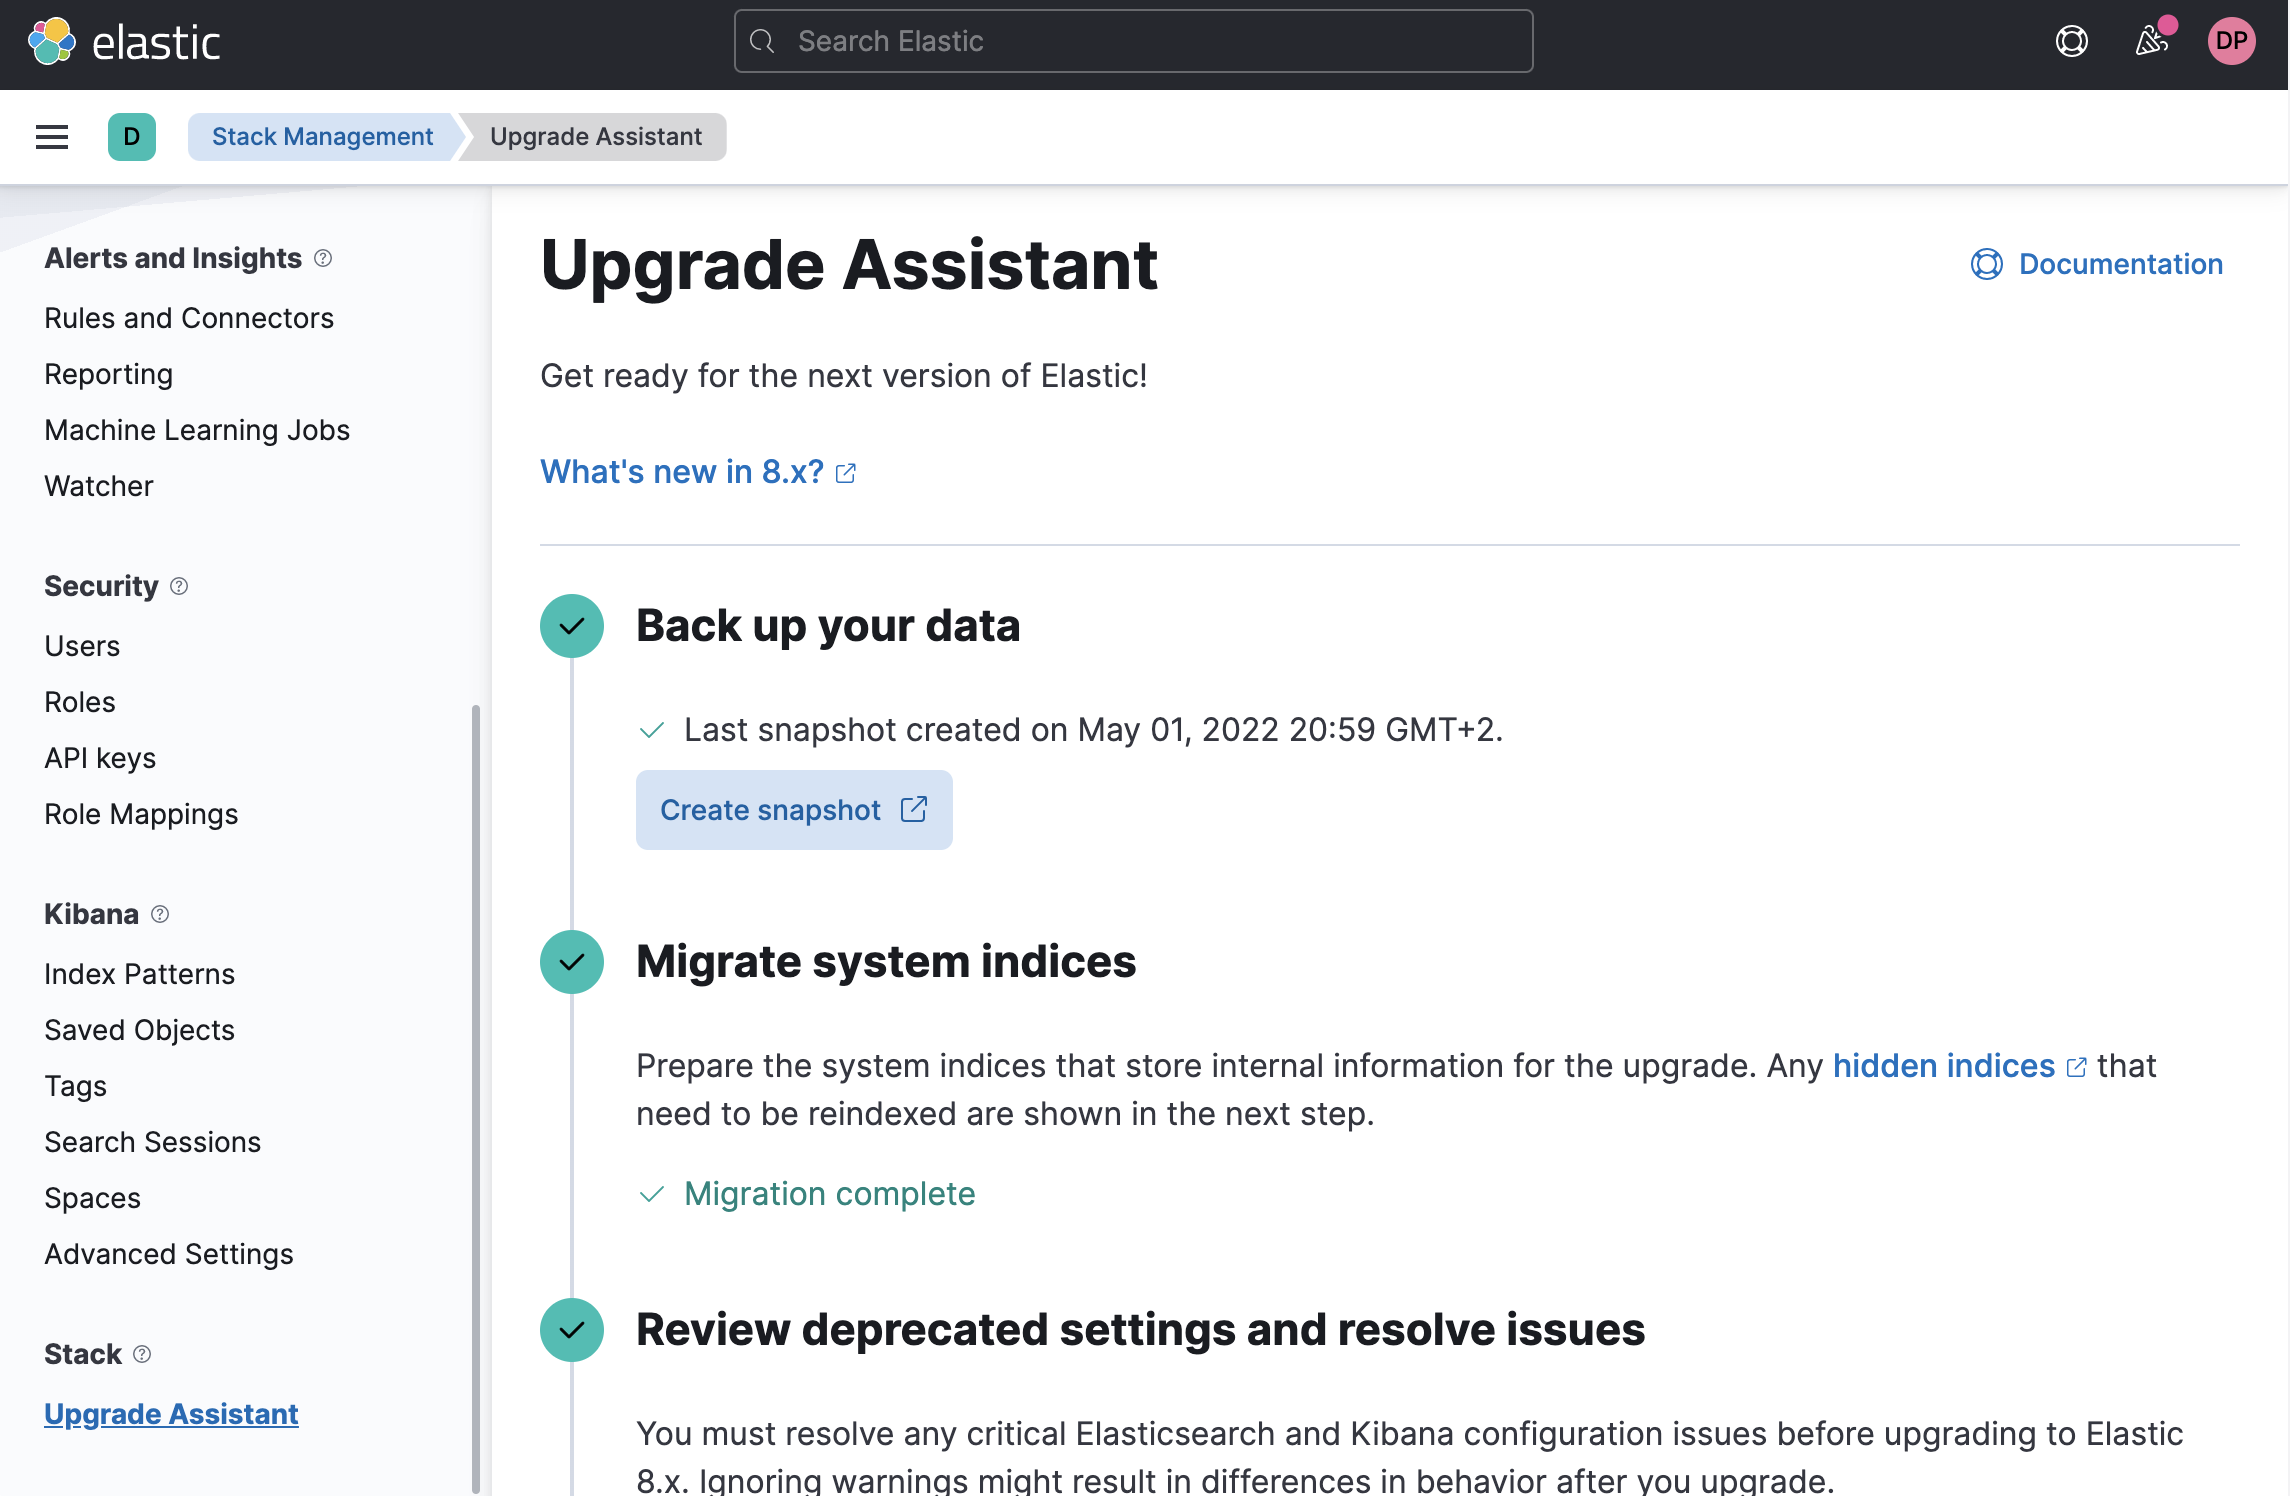 elastic
Search Elastic
DP
D
Stack Management
Upgrade Assistant
Alerts and Insights
Rules and Connectors
Reporting
Machine Learning Jobs
Watcher
Security
Users
Roles
API keys
Role Mappings
Kibana
Index Patterns
Saved Objects
Tags
Search Sessions
Spaces
Advanced Settings
Stack
Upgrade Assistant
Upgrade Assistant
Documentation
Get ready for the next version of Elastic!
What's new in 8.x?
Back up your data
Last snapshot created on May 01, 2022 20:59 GMT+2.
Create snapshot
Migrate system indices
Prepare the system indices that store internal information for the upgrade. Any hidden indices that
need to be reindexed are shown in the next step.
Migration complete
Review deprecated settings and resolve issues
You must resolve any critical Elasticsearch and Kibana configuration issues before upgrading to Elastic
8.x. Ignoring warnings might result in differences in behavior after you upgrade.